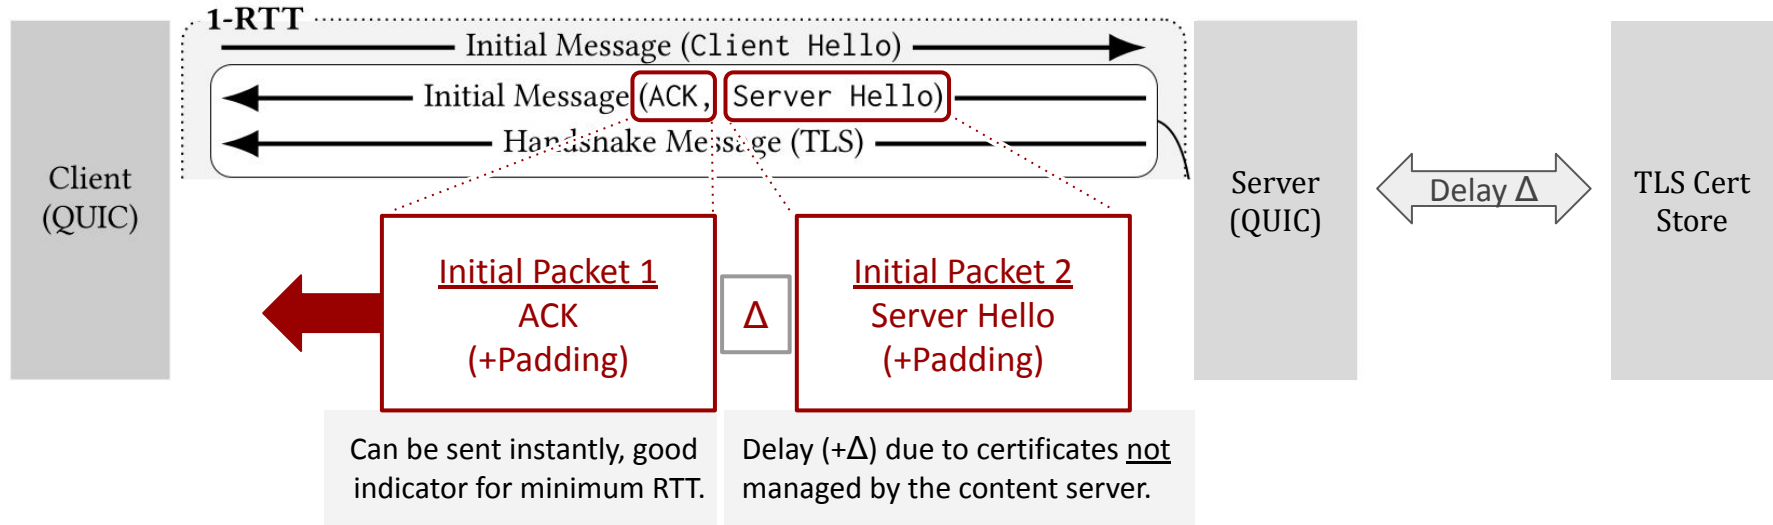 1-RTT
Initial Message (Client Hello)
Initial Message (ACK, Server Hello)
Handshake Message (TLS)
Client
(QUIC)
Server
(QUIC)
Delay Δ
TLS Cert
Store
Initial Packet 1
ACK
(+Padding)
Δ
Initial Packet 2
Server Hello
(+Padding)
Can be sent instantly, good
indicator for minimum RTT.
Delay (+Δ) due to certificates not
managed by the content server.